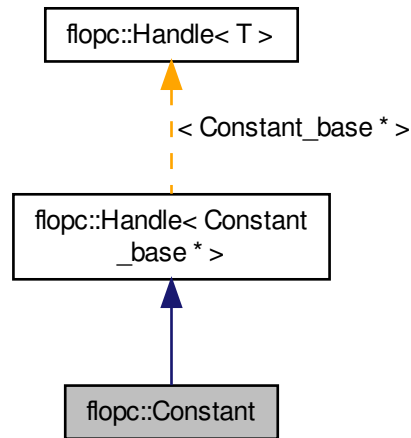 flopc::Handle< T >
< Constant_base * >
flopc::Handle< Constant
_base * >
flopc::Constant